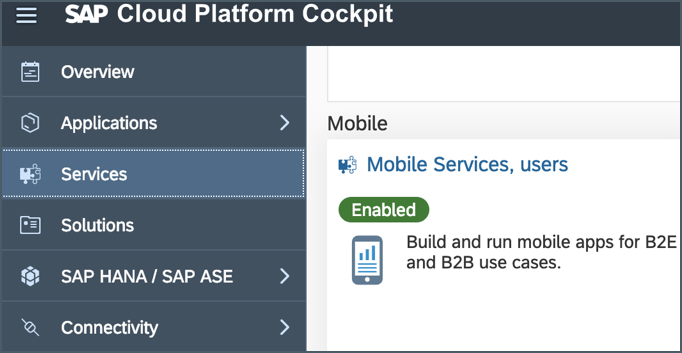 SAP Cloud Platform Cockpit
Overview
Applications
Services
Solutions
SAP HANA / SAP ASE
Connectivity
Mobile
Mobile Services, users
Enabled
Build and run mobile apps for B2E
and B2B use cases.